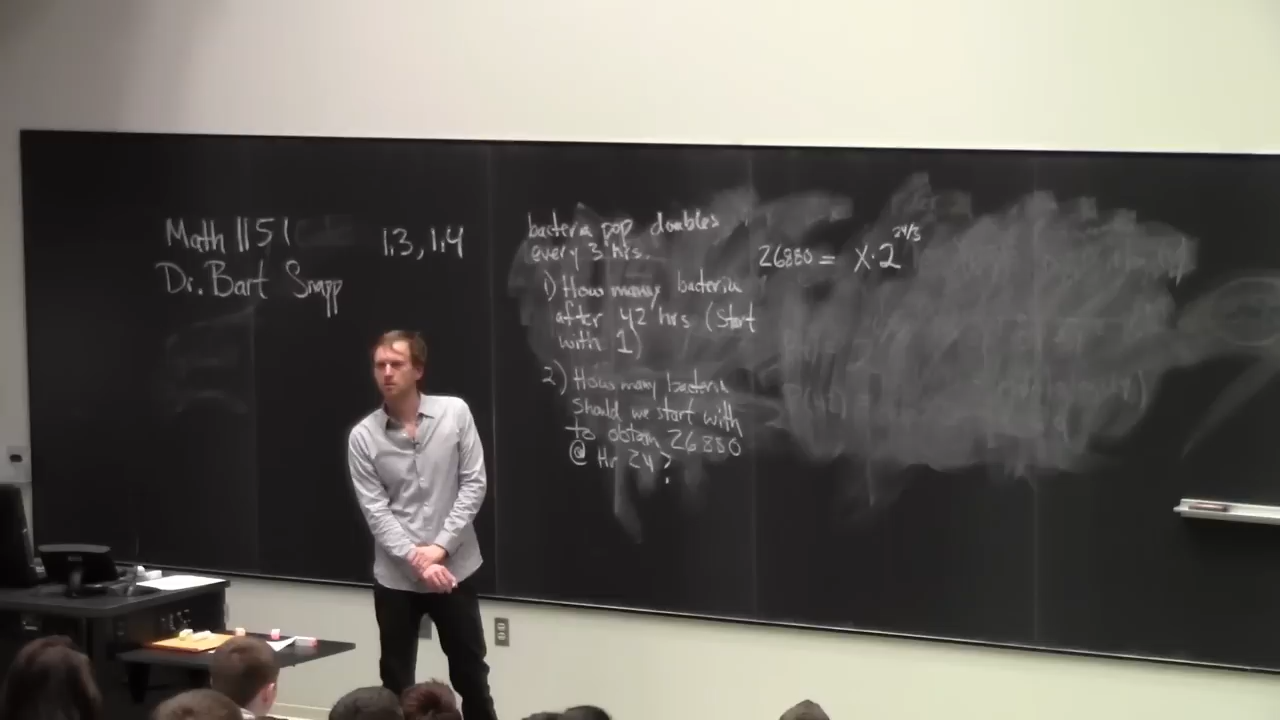 Math 1151
Dr. Bart Snapp
1.3, 1.4
bacteria pop doubles
every 3 hrs.
1) How many bacteria
after 42 hrs (start
with 1)
2) How many bacteria
should we start with
to obtain 26880
@ Hr 24?
26880 = X·2^24/3